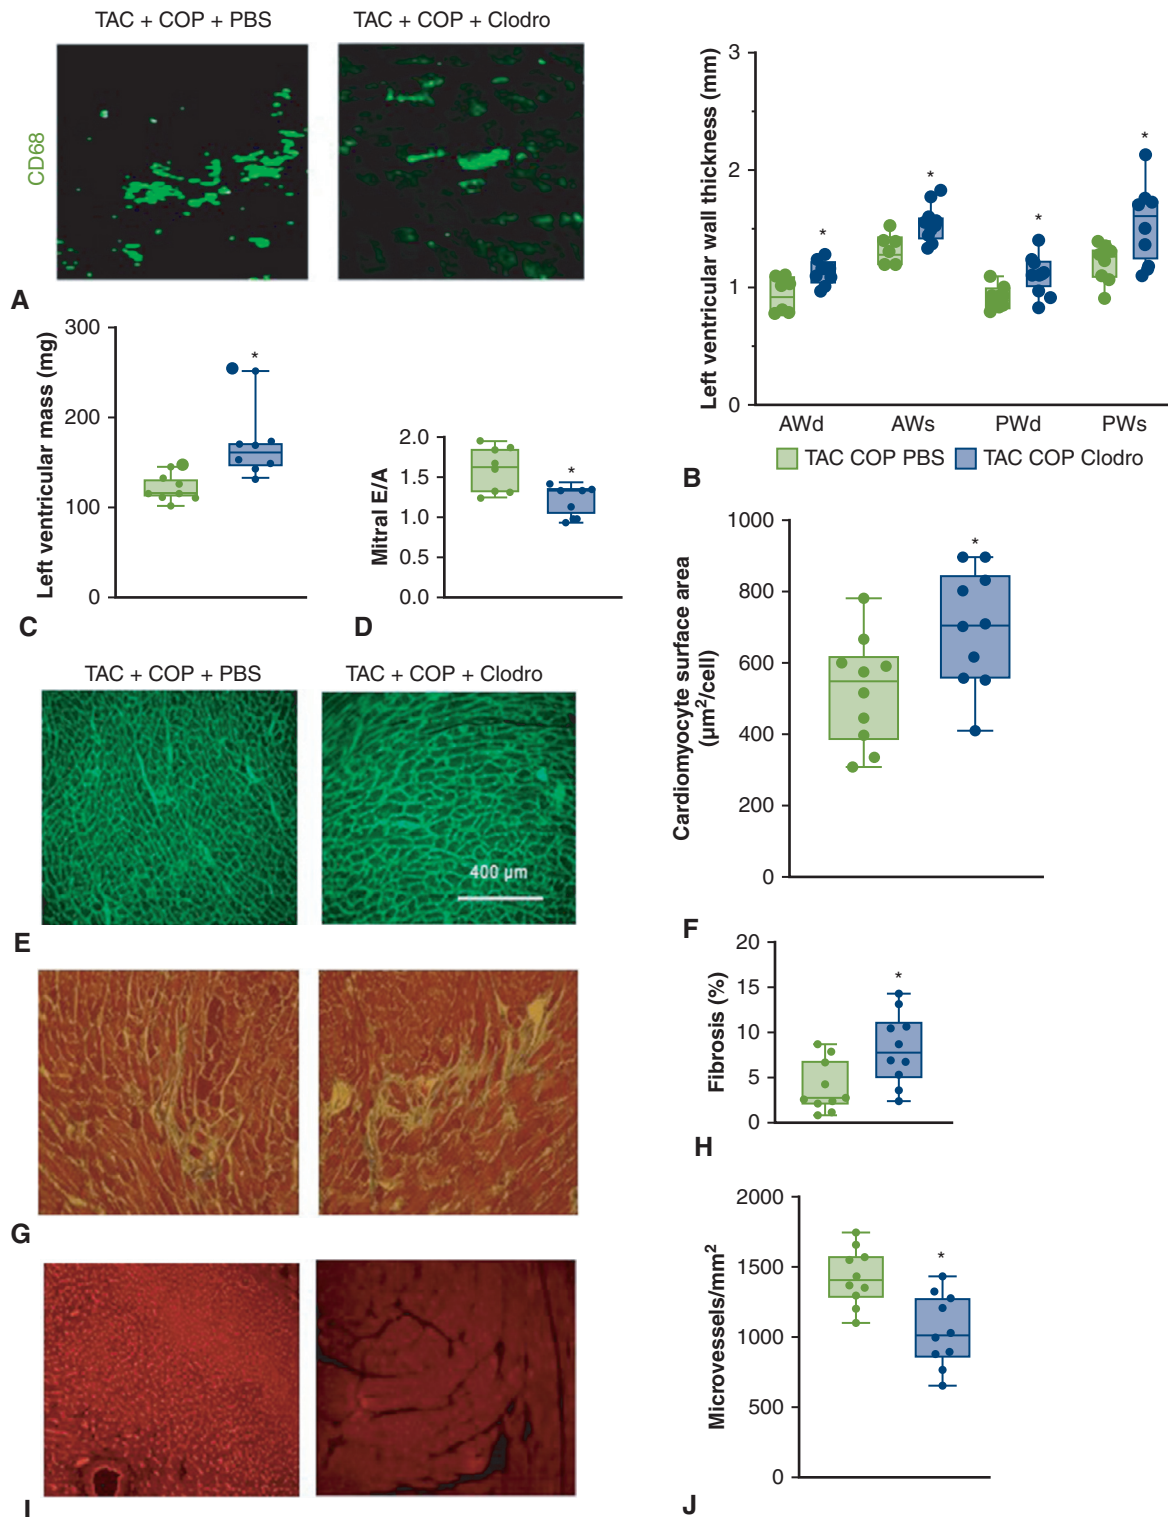 TAC + COP + PBS
TAC + COP + Clodro
CD68
A
Left ventricular wall thickness (mm)
3
2
1
0
*
*
*
*
AWd
AWs
PWd
PWs
TAC COP PBS
TAC COP Clodro
B
Left ventricular mass (mg)
300
200
100
0
*
C
Mitral E/A
2.0
1.5
1.0
0.5
0.0
*
D
TAC + COP + PBS
TAC + COP + Clodro
400 µm
E
Cardiomyocyte surface area
(µm²/cell)
1000
800
600
400
200
0
*
F
G
Fibrosis (%)
20
15
10
5
0
*
H
I
Microvessels/mm²
2000
1500
1000
500
0
*
J